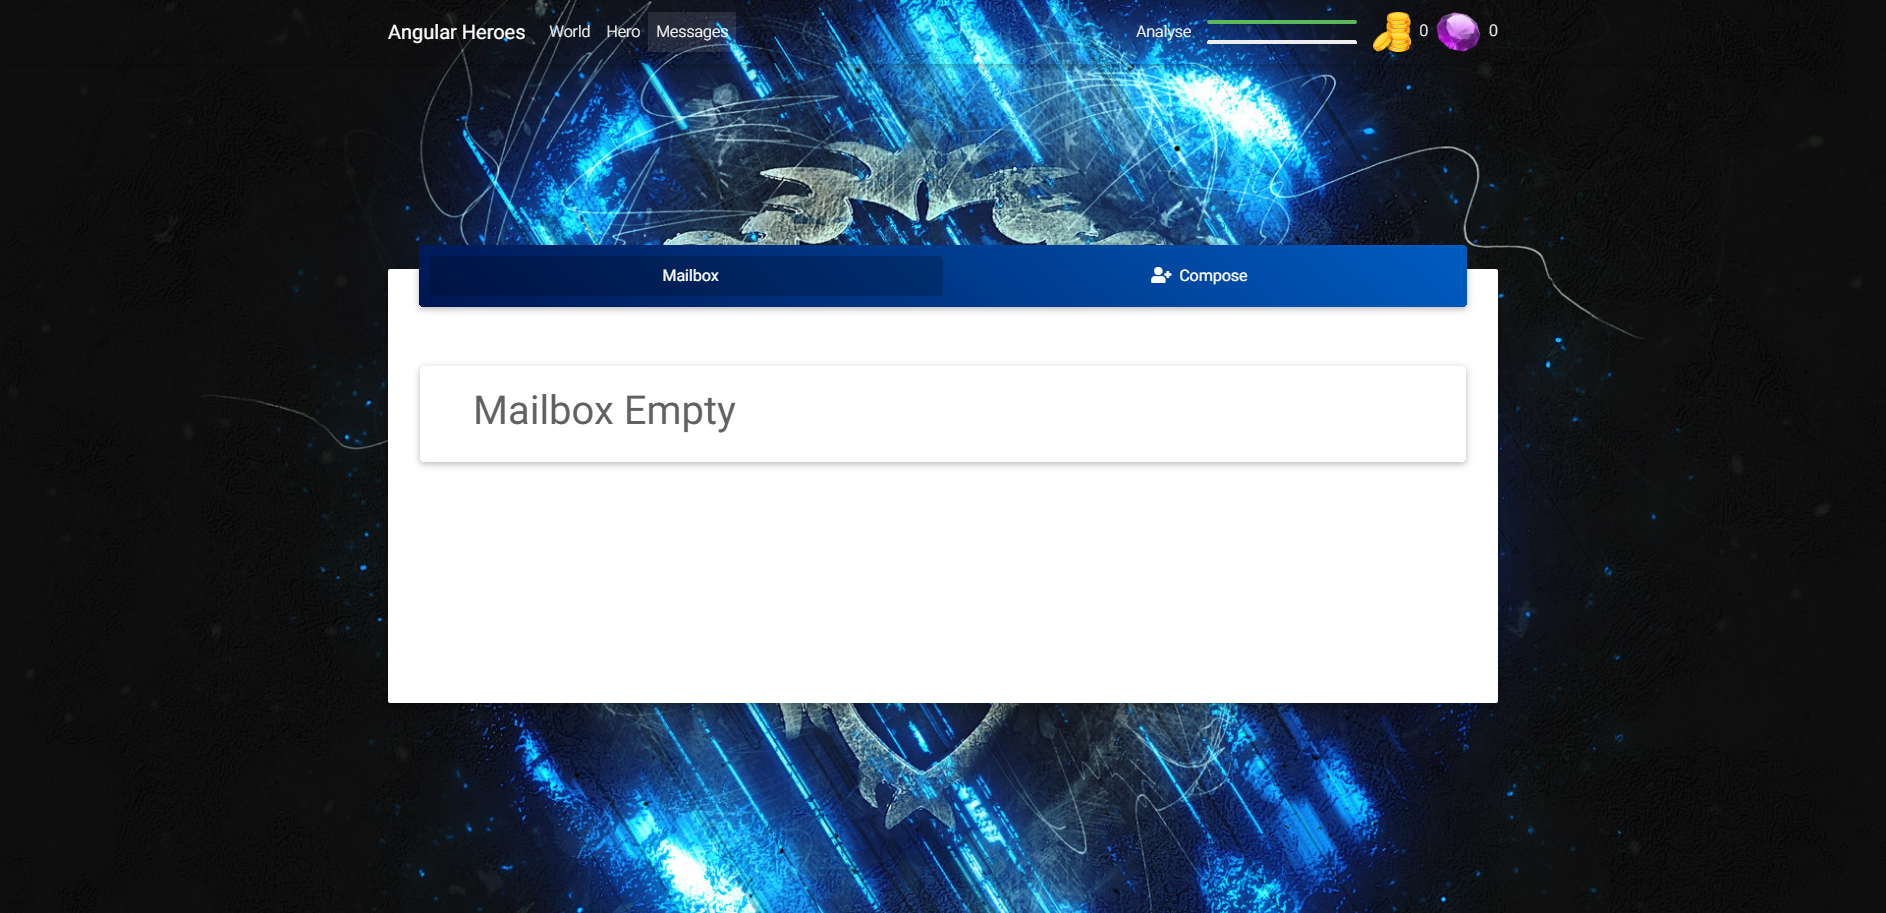 Angular Heroes World Hero Messages Analyse 0 0
Mailbox Compose
Mailbox Empty